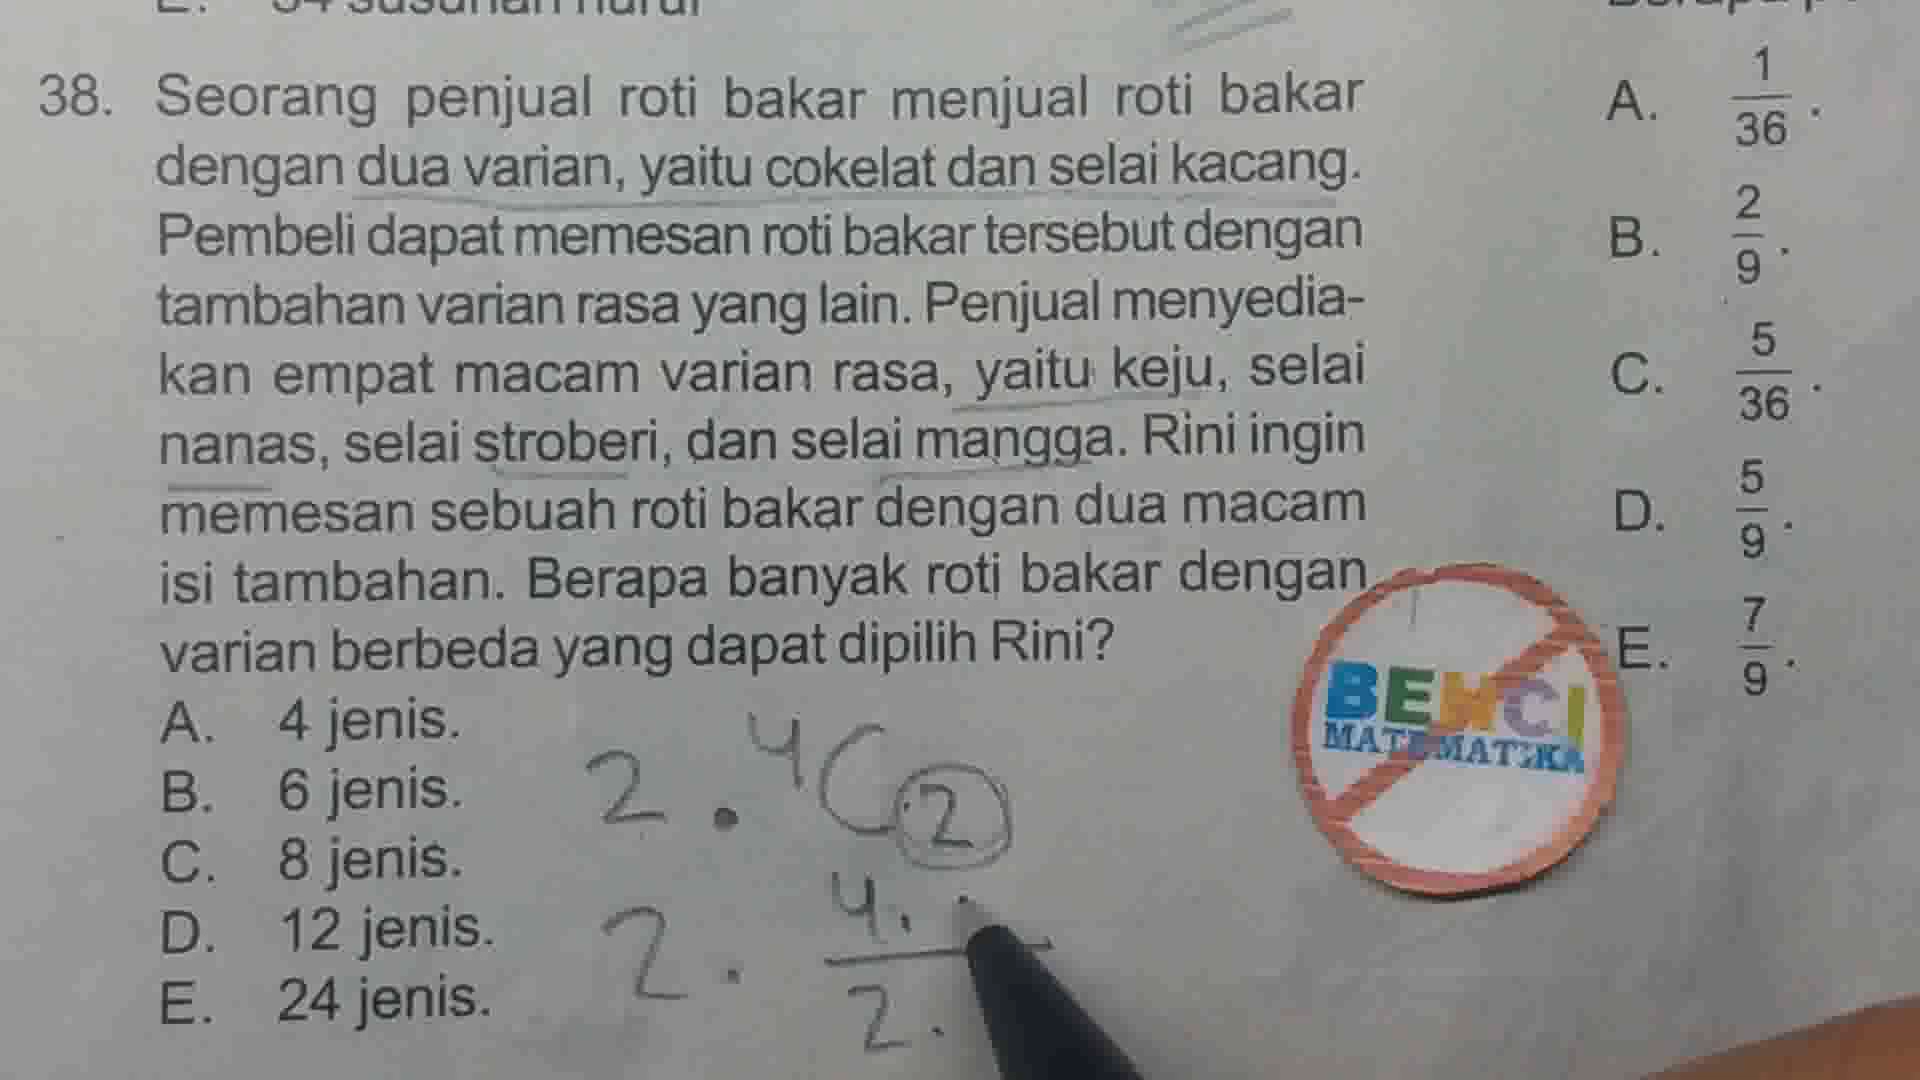 38. Seorang penjual roti bakar menjual roti bakar
dengan dua varian, yaitu cokelat dan selai kacang.
Pembeli dapat memesan roti bakar tersebut dengan
tambahan varian rasa yang lain. Penjual menyedia-
kan empat macam varian rasa, yaitu keju, selai
nanas, selai stroberi, dan selai mangga. Rini ingin
memesan sebuah roti bakar dengan dua macam
isi tambahan. Berapa banyak roti bakar dengan
varian berbeda yang dapat dipilih Rini?
A. 4 jenis.
B. 6 jenis.
C. 8 jenis.
D. 12 jenis.
E. 24 jenis.
2 . 4C2
2 . 4.
2.
A. 1/36 .
B. 2/9 .
C. 5/36 .
D. 5/9 .
E. 7/9 .
BENCI
MATEMATIKA